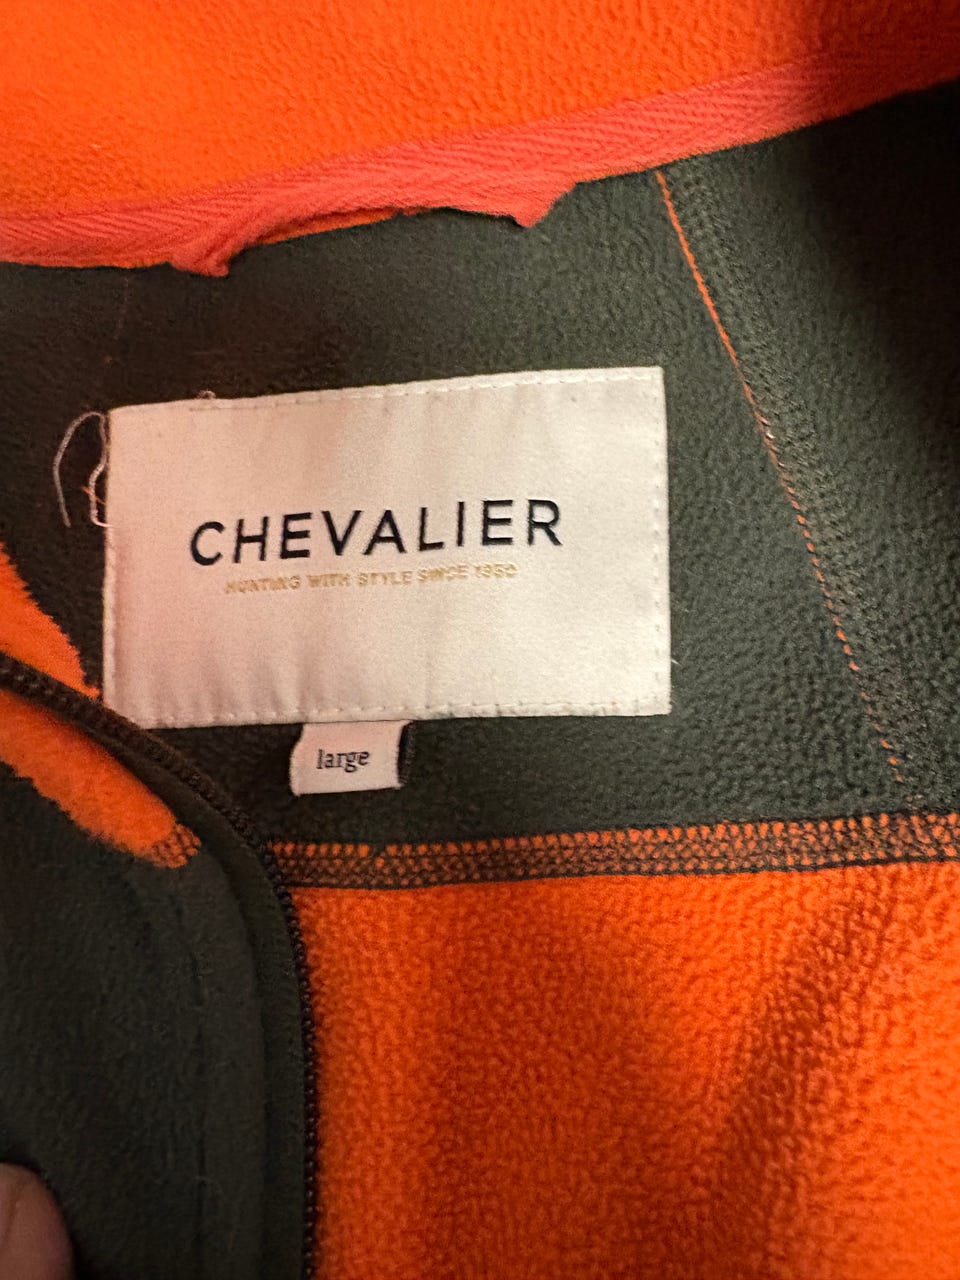 CHEVALIER
HUNTING WITH STYLE SINCE 1950
large